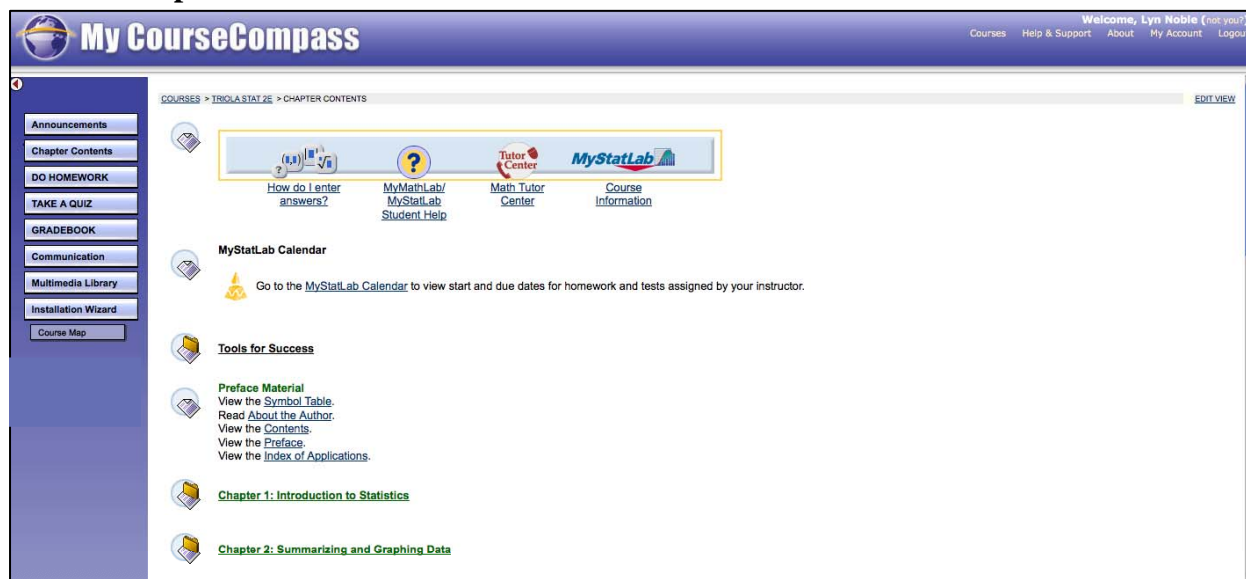 My CourseCompass
Welcome, Lyn Noble (not you?)
Courses Help & Support About My Account Logou
COURSES > TRIOLA STAT 2E > CHAPTER CONTENTS
EDIT VIEW
Announcements
Chapter Contents
DO HOMEWORK
TAKE A QUIZ
GRADEBOOK
Communication
Multimedia Library
Installation Wizard
Course Map
Tutor Center
MyStatLab
How do I enter answers?
MyMathLab/ MyStatLab Student Help
Math Tutor Center
Course Information
MyStatLab Calendar
Go to the MyStatLab Calendar to view start and due dates for homework and tests assigned by your instructor.
Tools for Success
Preface Material
View the Symbol Table.
Read About the Author.
View the Contents.
View the Preface.
View the Index of Applications.
Chapter 1: Introduction to Statistics
Chapter 2: Summarizing and Graphing Data